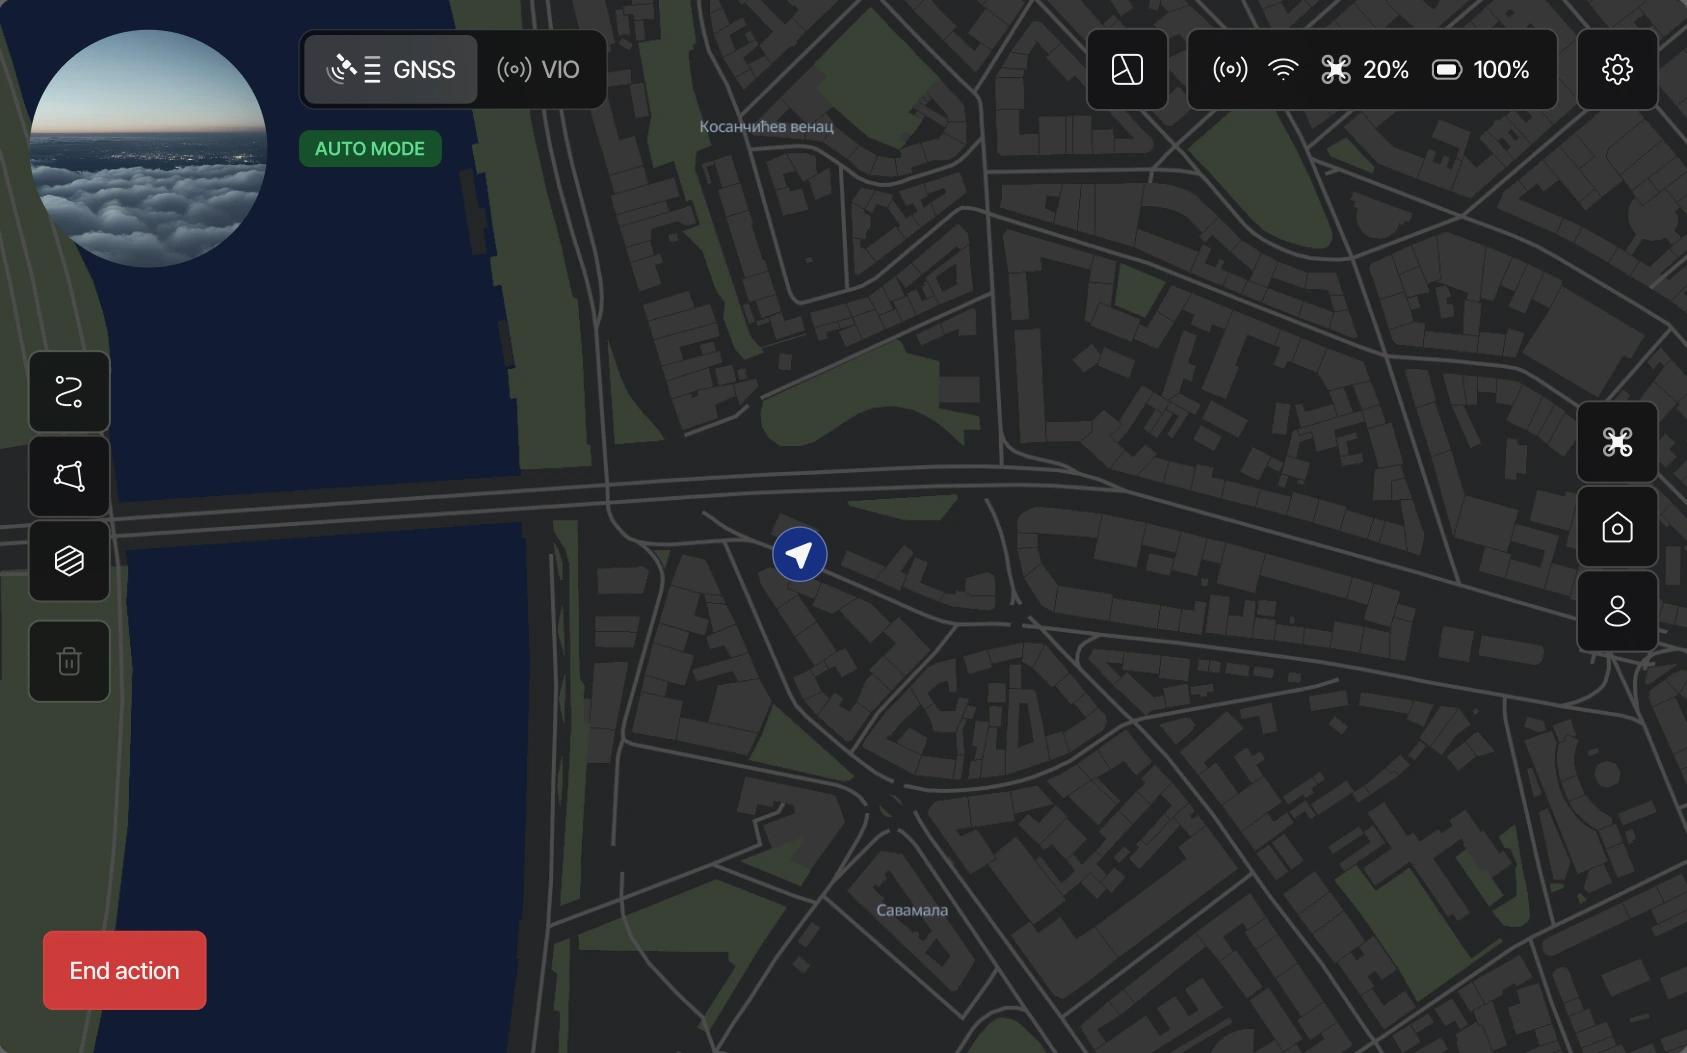 GNSS
VIO
20%
100%
AUTO MODE
Косанчићев венац
Савамала
End action